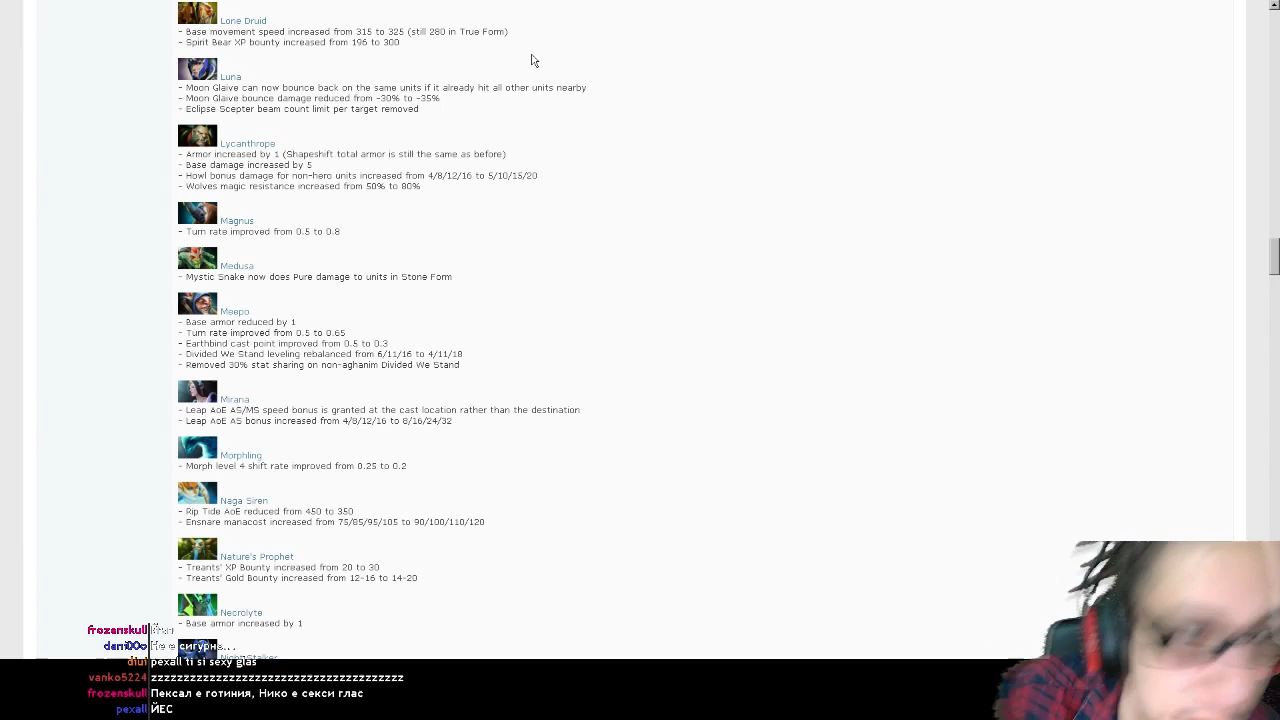 Lone Druid
- Base movement speed increased from 315 to 325 (still 280 in True Form)
- Spirit Bear XP bounty increased from 196 to 300
Luna
- Moon Glaive can now bounce back on the same units if it already hit all other units nearby
- Moon Glaive bounce damage reduced from -30% to -35%
- Eclipse Scepter beam count limit per target removed
Lycanthrope
- Armor increased by 1 (Shapeshift total armor is still the same as before)
- Base damage increased by 5
- Howl bonus damage for non-hero units increased from 4/8/12/16 to 5/10/15/20
- Wolves magic resistance increased from 50% to 80%
Magnus
- Turn rate improved from 0.5 to 0.8
Medusa
- Mystic Snake now does Pure damage to units in Stone Form
Meepo
- Base armor reduced by 1
- Turn rate improved from 0.5 to 0.65
- Earthbind cast point improved from 0.5 to 0.3
- Divided We Stand leveling rebalanced from 6/11/16 to 4/11/18
- Removed 30% stat sharing on non-aghanim Divided We Stand
Mirana
- Leap AoE AS/MS speed bonus is granted at the cast location rather than the destination
- Leap AoE AS bonus increased from 4/8/12/16 to 8/16/24/32
Morphling
- Morph level 4 shift rate improved from 0.25 to 0.2
Naga Siren
- Rip Tide AoE reduced from 450 to 350
- Ensnare manacost increased from 75/85/95/105 to 90/100/110/120
Nature's Prophet
- Treants' XP Bounty increased from 20 to 30
- Treants' Gold Bounty increased from 12-16 to 14-20
Necrolyte
- Base armor increased by 1
Night Stalker
frozenskull
Не е сигурно...
diui pexall ti si sexy glas
vanko5224 zzzzzzzzzzzzzzzzzzzzzzzzzzzzzzzzzzzzzz
frozenskull Пексал е готиния, Нико е секси глас
pexall ЙЕС